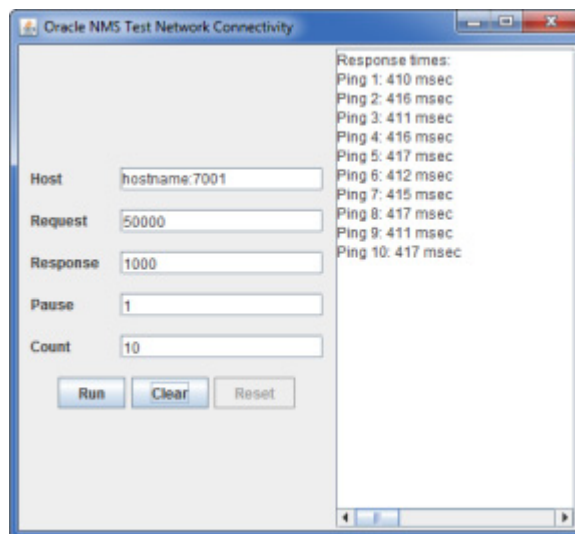 Oracle NMS Test Network Connectivity
Host
hostname:7001
Request
50000
Response
1000
Pause
1
Count
10
Run
Clear
Reset
Response times:
Ping 1: 410 msec
Ping 2: 416 msec
Ping 3: 411 msec
Ping 4: 416 msec
Ping 5: 417 msec
Ping 6: 412 msec
Ping 7: 415 msec
Ping 8: 417 msec
Ping 9: 411 msec
Ping 10: 417 msec